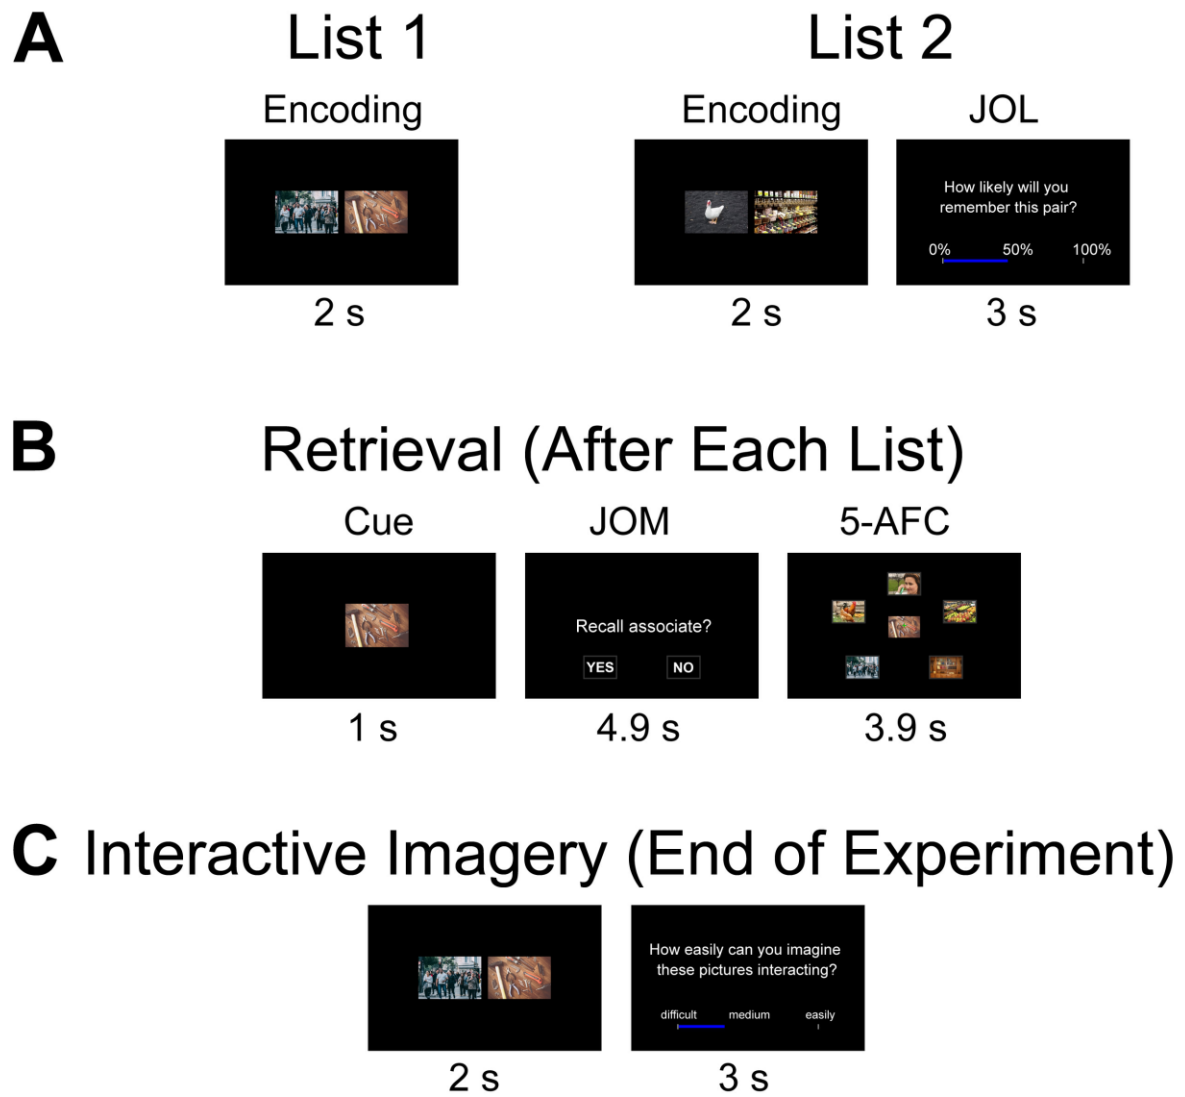 A
List 1
List 2
Encoding
Encoding
JOL
How likely will you
remember this pair?
0% 50% 100%
2 s
2 s
3 s
B
Retrieval (After Each List)
Cue
JOM
5-AFC
Recall associate?
YES
NO
1 s
4.9 s
3.9 s
C
Interactive Imagery (End of Experiment)
How easily can you imagine
these pictures interacting?
difficult medium easily
2 s
3 s